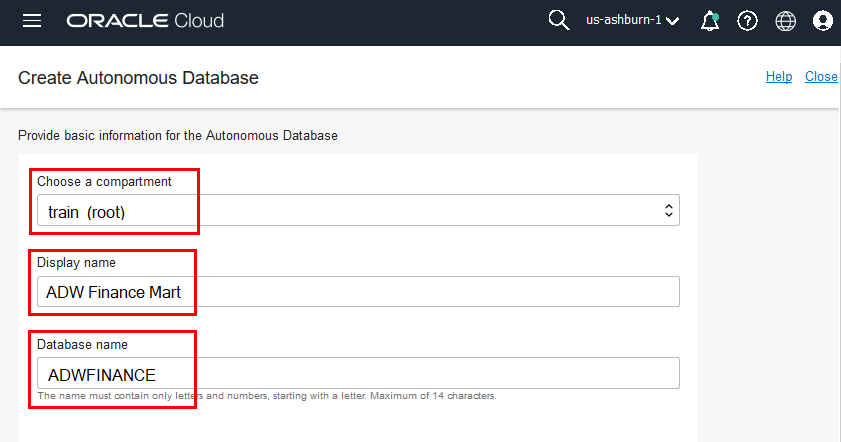 ORACLE Cloud
us-ashburn-1
Create Autonomous Database
Help Close
Provide basic information for the Autonomous Database
Choose a compartment
train (root)
Display name
ADW Finance Mart
Database name
ADWFINANCE
The name must contain only letters and numbers, starting with a letter. Maximum of 14 characters.